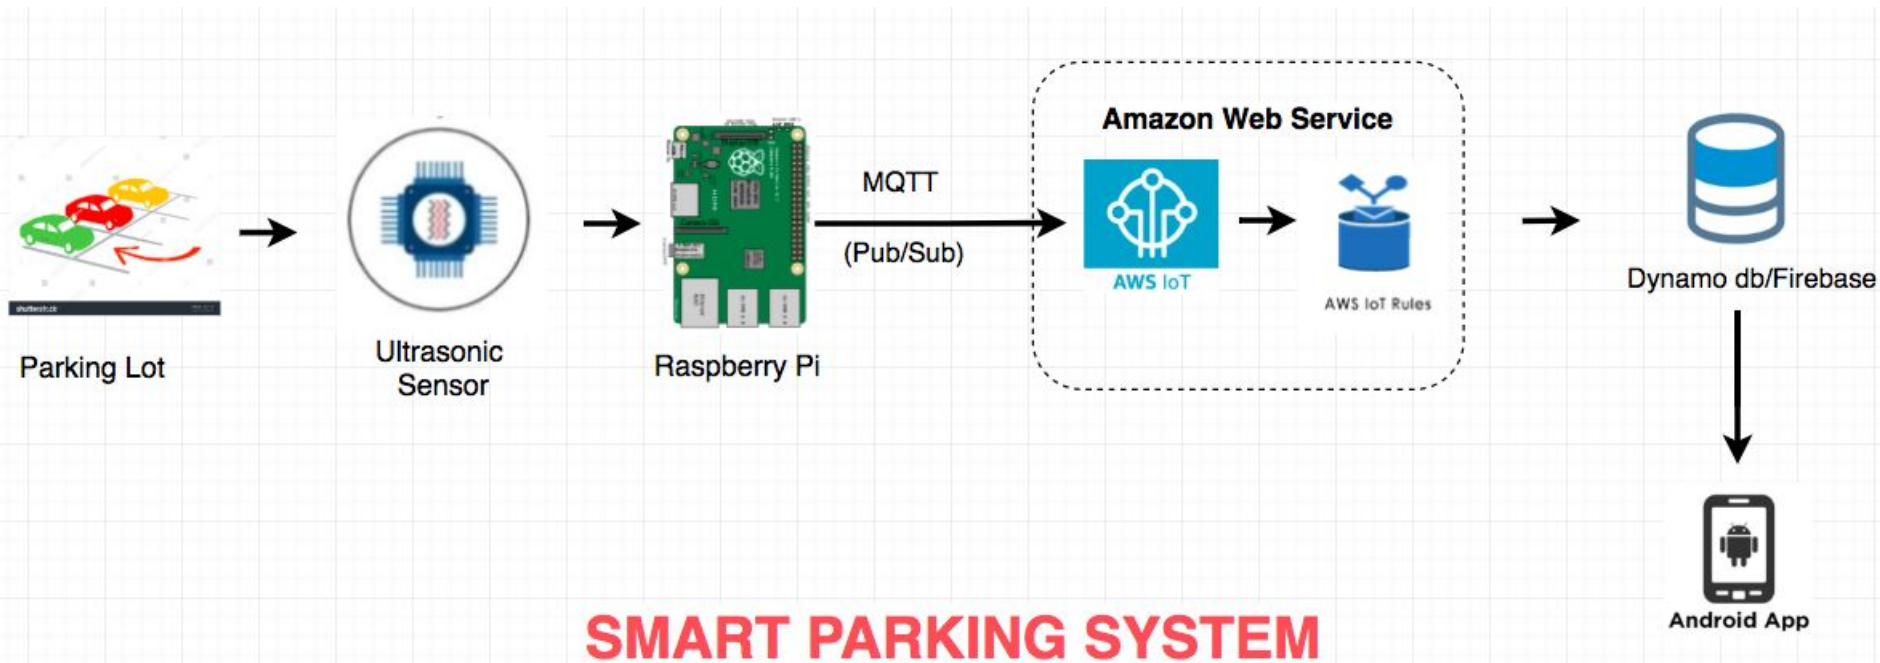 Amazon Web Service
MQTT
(Pub/Sub)
AWS IoT
AWS IoT Rules
Dynamo db/Firebase
shutterstock
Parking Lot
Ultrasonic
Sensor
Raspberry Pi
Android App
SMART PARKING SYSTEM